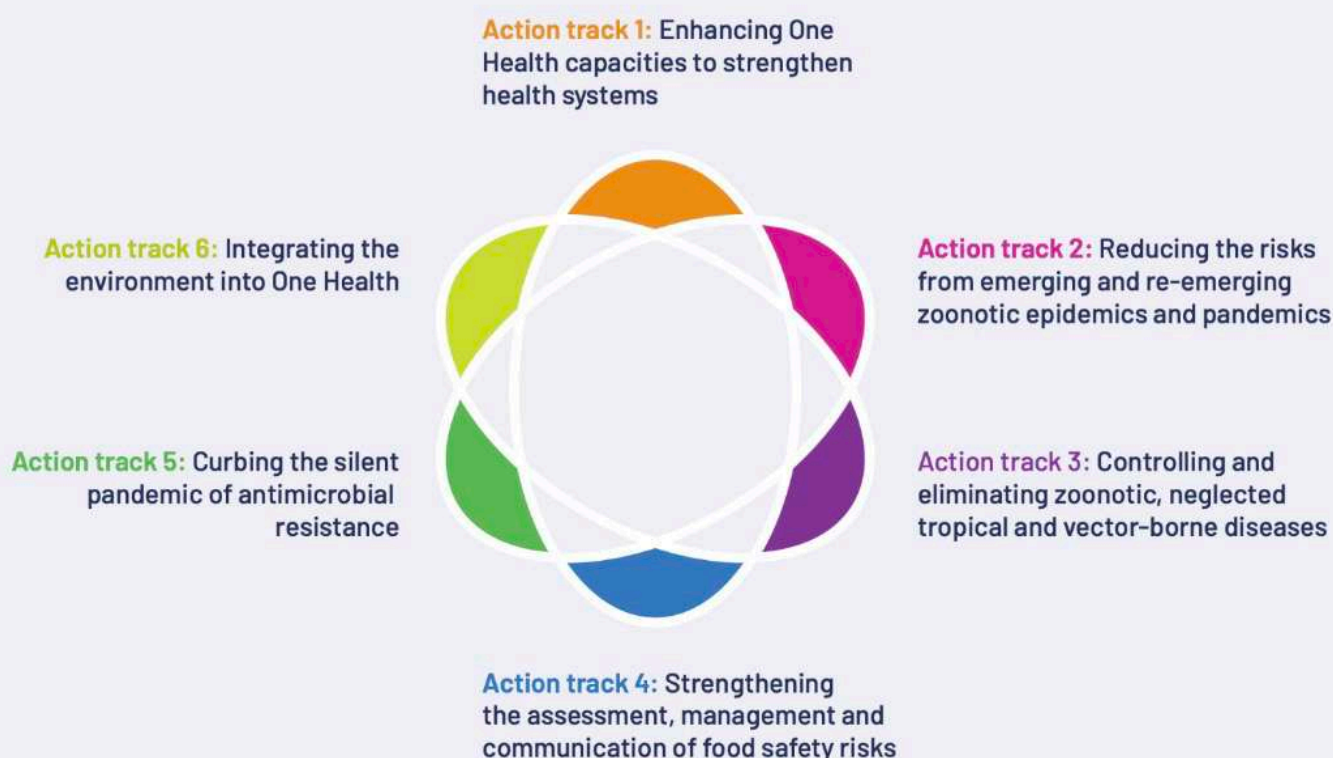 Action track 1: Enhancing One
Health capacities to strengthen
health systems
Action track 2: Reducing the risks
from emerging and re-emerging
zoonotic epidemics and pandemics
Action track 3: Controlling and
eliminating zoonotic, neglected
tropical and vector-borne diseases
Action track 4: Strengthening
the assessment, management and
communication of food safety risks
Action track 5: Curbing the silent
pandemic of antimicrobial
resistance
Action track 6: Integrating the
environment into One Health